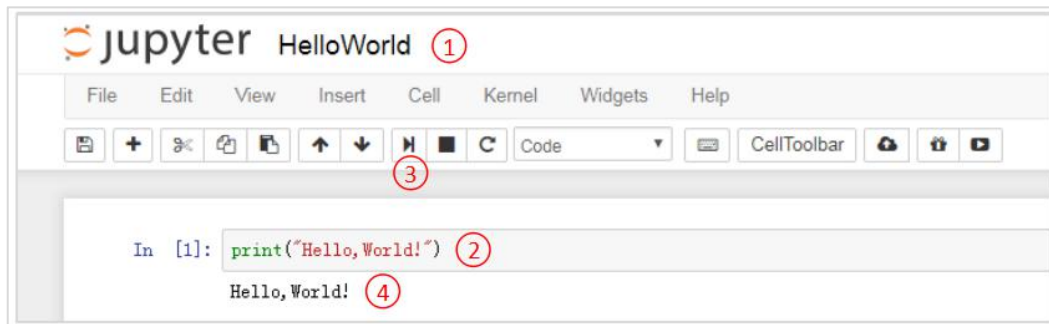 jupyter HelloWorld ①
File Edit View Insert Cell Kernel Widgets Help
Code CellToolbar
③
In [1]: print("Hello,World!") ②
Hello,World! ④